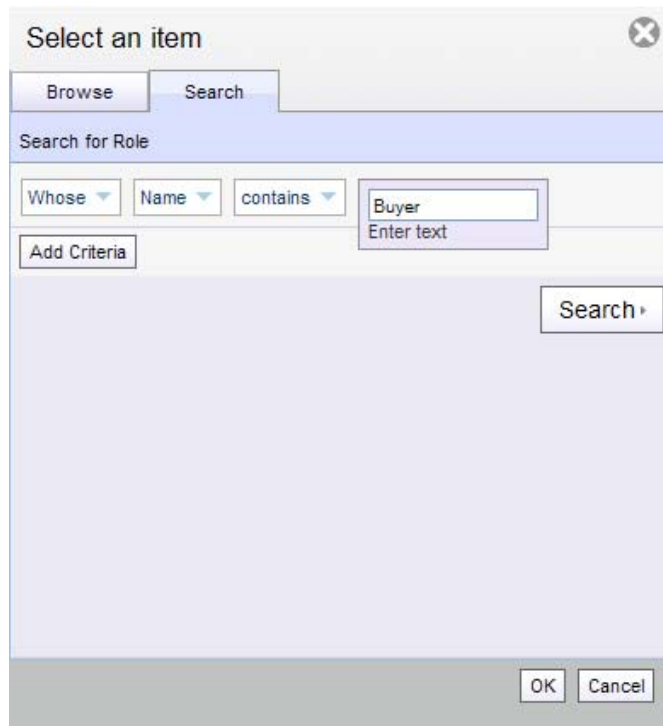 Select an item
Browse Search
Search for Role
Whose Name contains Buyer
Enter text
Add Criteria
Search
OK Cancel